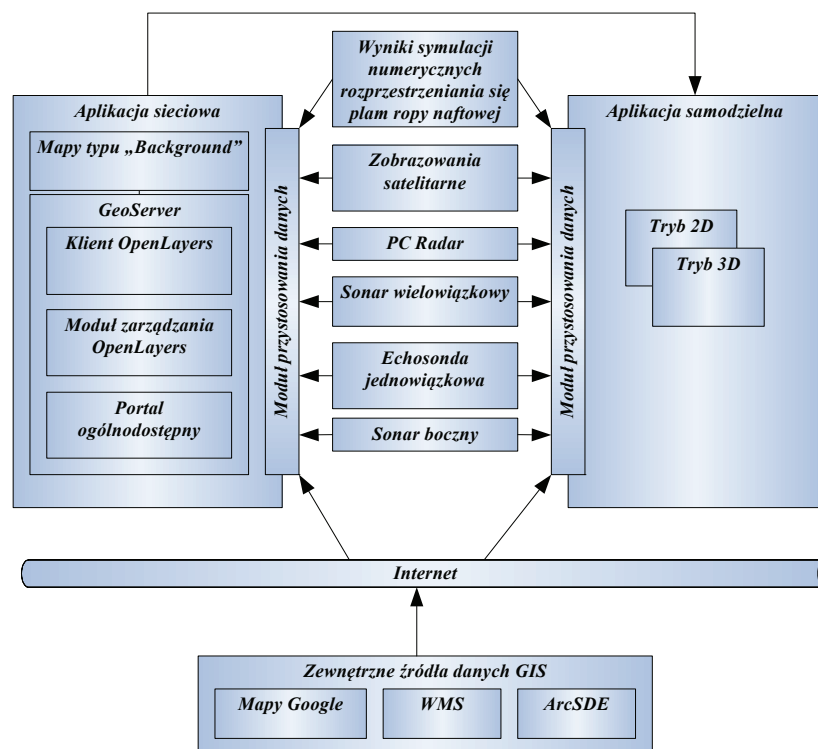 Wyniki symulacji
numerycznych
rozprzestrzeniania się
plam ropy naftowej
Aplikacja sieciowa
Mapy typu „Background”
GeoServer
Klient OpenLayers
Moduł zarządzania
OpenLayers
Portal
ogólnodostępny
Moduł przystosowania danych
Zobrazowania
satelitarne
PC Radar
Sonar wielowiązkowy
Echosonda
jednowiązkowa
Sonar boczny
Moduł przystosowania danych
Aplikacja samodzielna
Tryb 2D
Tryb 3D
Internet
Zewnętrzne źródła danych GIS
Mapy Google
WMS
ArcSDE